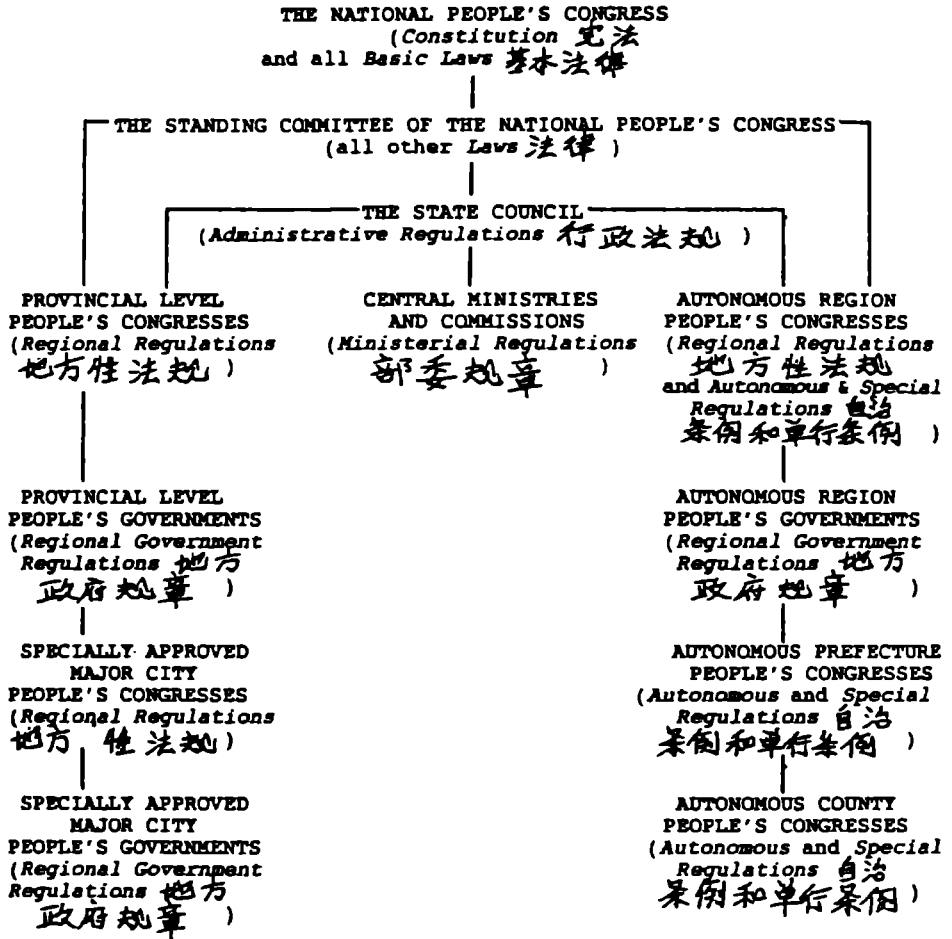 THE NATIONAL PEOPLE'S CONGRESS
(Constitution 宪法
and all Basic Laws 基本法律
THE STANDING COMMITTEE OF THE NATIONAL PEOPLE'S CONGRESS
(all other Laws 法律 )
THE STATE COUNCIL
(Administrative Regulations 行政法规 )
PROVINCIAL LEVEL
PEOPLE'S CONGRESSES
(Regional Regulations
地方性法规 )
CENTRAL MINISTRIES
AND COMMISSIONS
(Ministerial Regulations
部委规章 )
AUTONOMOUS REGION
PEOPLE'S CONGRESSES
(Regional Regulations
地方性法规
and Autonomous & Special
Regulations 自治
条例和单行条例 )
PROVINCIAL LEVEL
PEOPLE'S GOVERNMENTS
(Regional Government
Regulations 地方
政府规章 )
AUTONOMOUS REGION
PEOPLE'S GOVERNMENTS
(Regional Government
Regulations 地方
政府规章 )
SPECIALLY APPROVED
MAJOR CITY
PEOPLE'S CONGRESSES
(Regional Regulations
地方 性法规)
AUTONOMOUS PREFECTURE
PEOPLE'S CONGRESSES
(Autonomous and Special
Regulations 自治
条例和单行条例 )
SPECIALLY APPROVED
MAJOR CITY
PEOPLE'S GOVERNMENTS
(Regional Government
Regulations 地方
政府规章 )
AUTONOMOUS COUNTY
PEOPLE'S CONGRESSES
(Autonomous and Special
Regulations 自治
条例和单行条例)